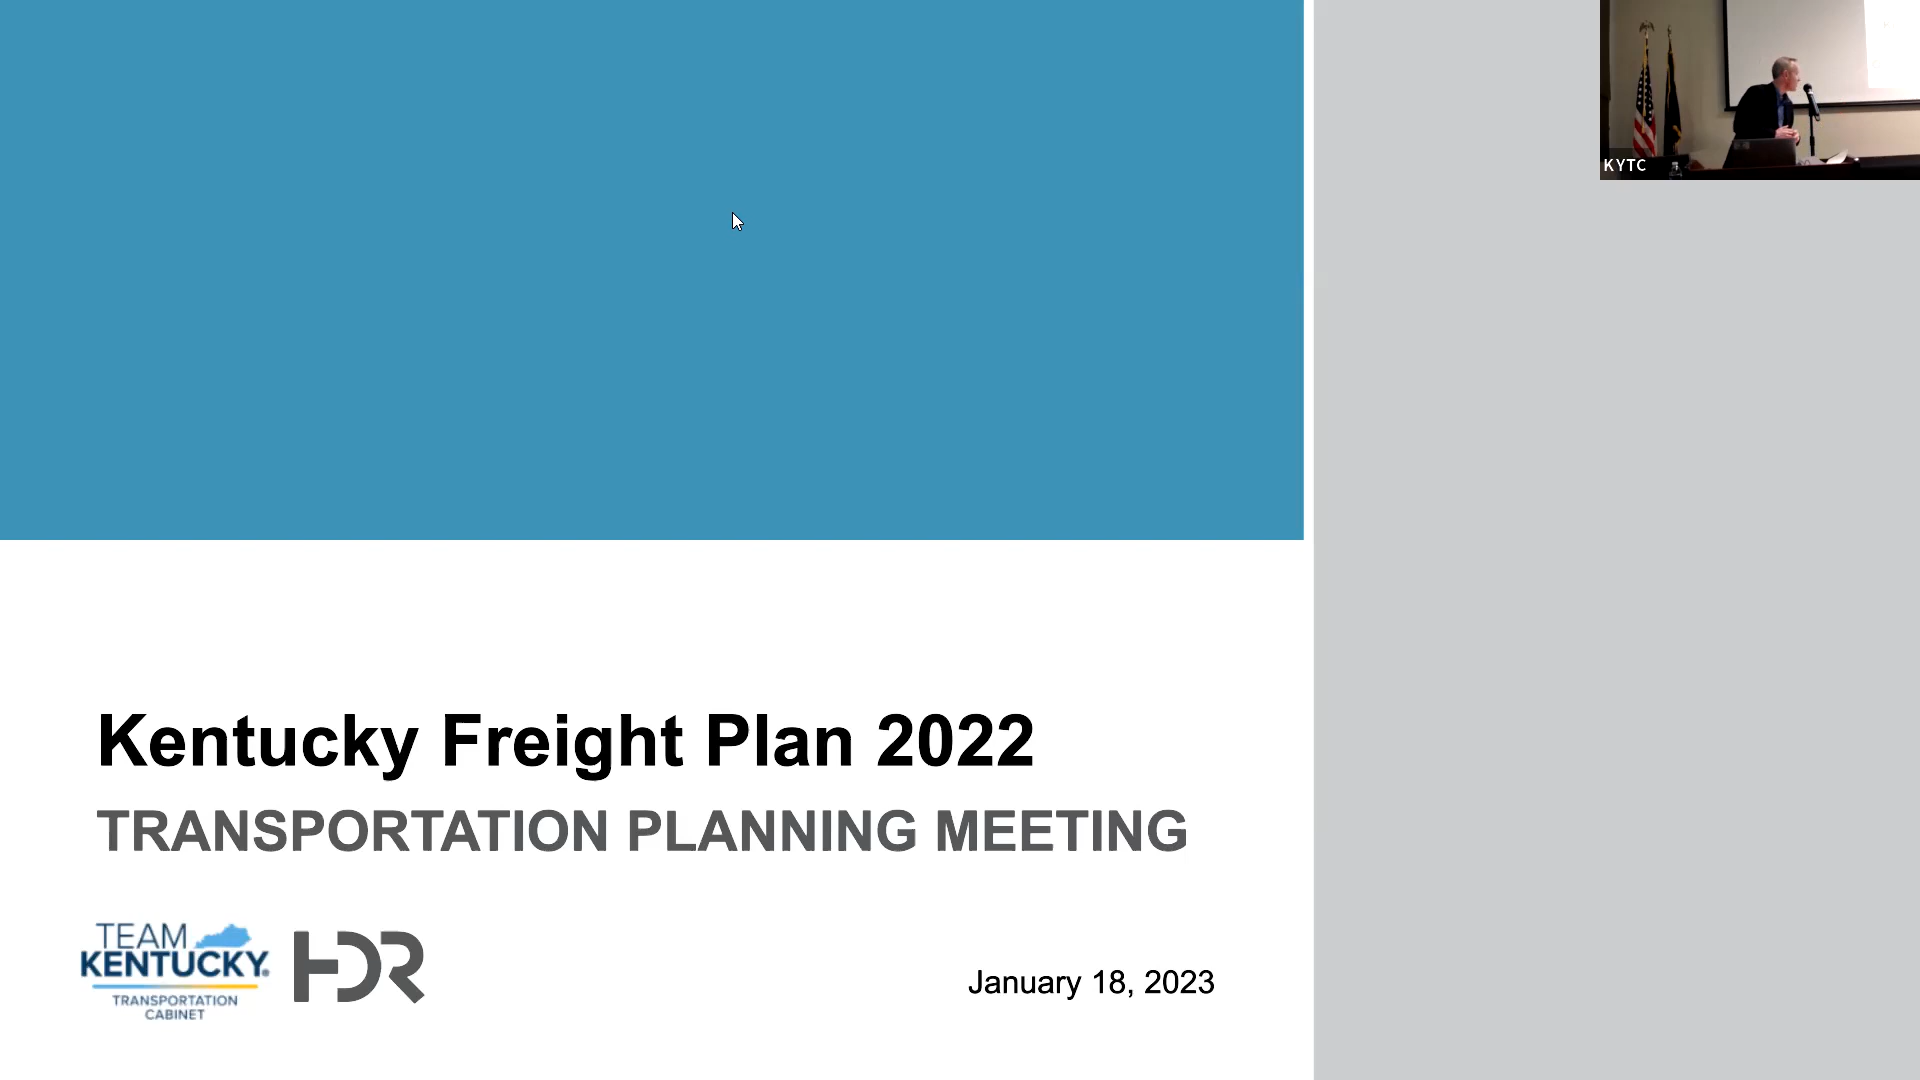 KYTC
Kentucky Freight Plan 2022
TRANSPORTATION PLANNING MEETING
TEAM
KENTUCKY
TRANSPORTATION
CABINET
HDR
January 18, 2023